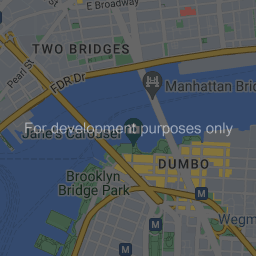 E Broadway
TWO BRIDGES
Pearl St
FDR Dr
Manhattan Bri
For development purposes only
Jane's Carousel
DUMBO
Brooklyn
Bridge Park
M
Wegm
M
M